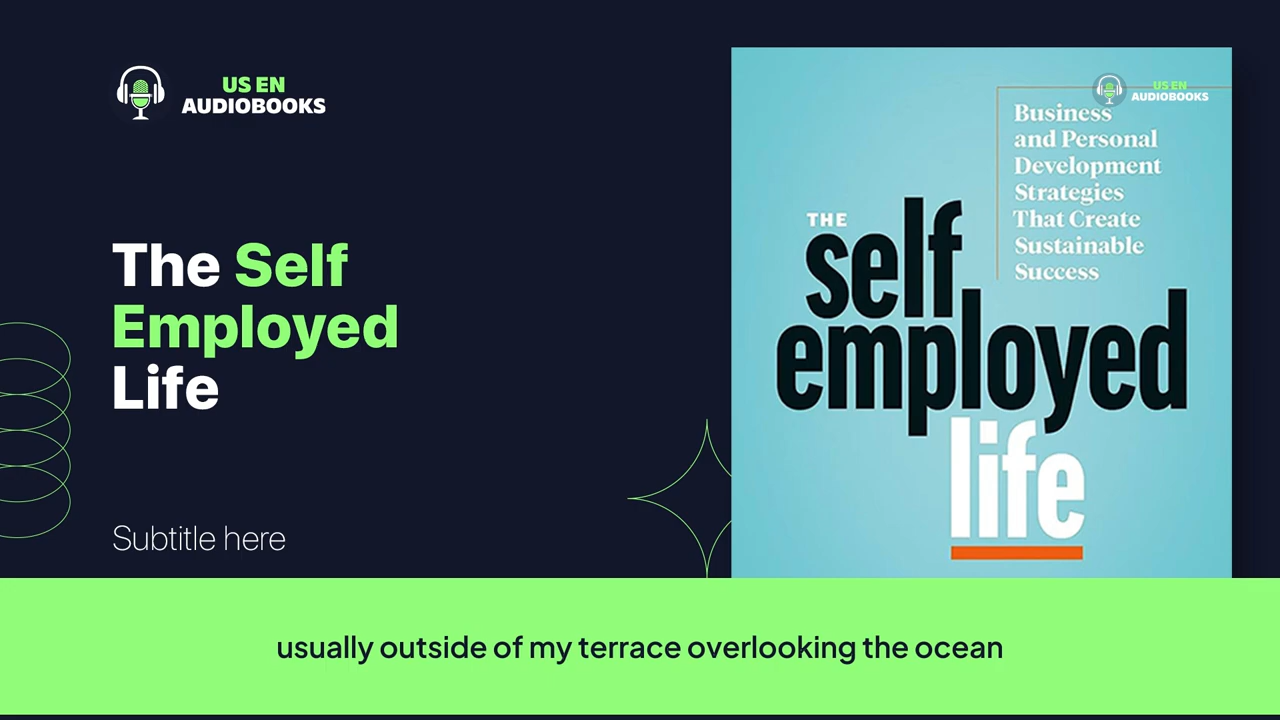 US EN
AUDIOBOOKS
The Self
Employed
Life
Subtitle here
US EN
AUDIOBOOKS
Business
and Personal
Development
Strategies
That Create
Sustainable
Success
THE
self
employed
life
usually outside of my terrace overlooking the ocean